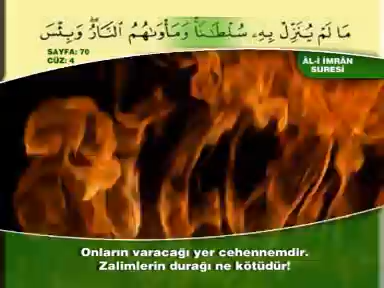 مَا لَمْ يُنَزِّلْ بِهِۦ سُلْطَٰنًا ۖ وَمَأْوَىٰهُمُ ٱلنَّارُ ۚ وَبِئْسَ
SAYFA: 70
CÜZ: 4
ÂL-İ İMRÂN
SURESİ
Onların varacağı yer cehennemdir.
Zalimlerin durağı ne kötüdür!